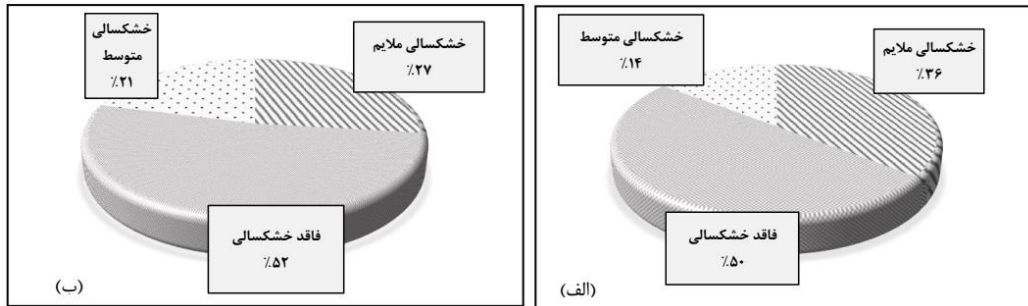 خشکسالی ملایم
٪۳۶
خشکسالی متوسط
٪۱۴
فاقد خشکسالی
٪۵۰
(الف)
خشکسالی ملایم
٪۲۷
خشکسالی
متوسط
٪۲۱
فاقد خشکسالی
٪۵۲
(ب)